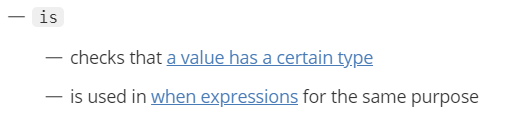 — is
— checks that a value has a certain type
— is used in when expressions for the same purpose